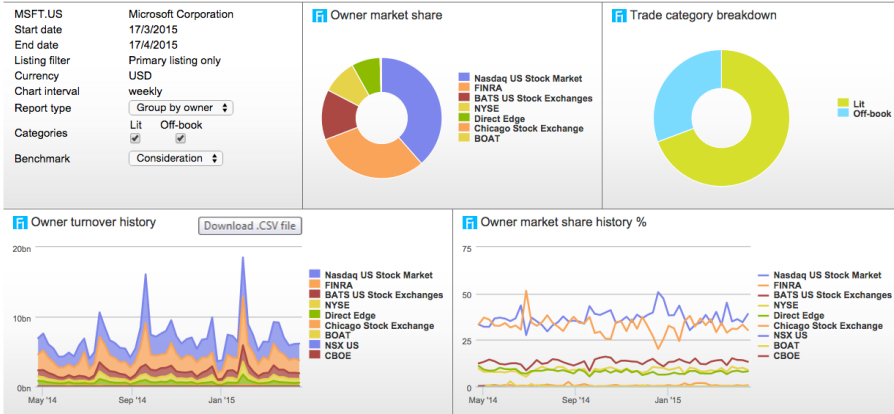 MSFT.US Microsoft Corporation
Start date 17/3/2015
End date 17/4/2015
Listing filter Primary listing only
Currency USD
Chart interval weekly
Report type Group by owner
Categories Lit Off-book
Benchmark Consideration
Fi Owner market share
Nasdaq US Stock Market
FINRA
BATS US Stock Exchanges
NYSE
Direct Edge
Chicago Stock Exchange
BOAT
Fi Trade category breakdown
Lit
Off-book
Fi Owner turnover history Download .CSV file
20bn
10bn
0bn
May '14 Sep '14 Jan '15
Nasdaq US Stock Market
FINRA
BATS US Stock Exchanges
NYSE
Direct Edge
Chicago Stock Exchange
BOAT
NSX US
CBOE
Fi Owner market share history %
75
50
25
0
May '14 Sep '14 Jan '15
Nasdaq US Stock Market
FINRA
BATS US Stock Exchanges
NYSE
Direct Edge
Chicago Stock Exchange
NSX US
BOAT
CBOE